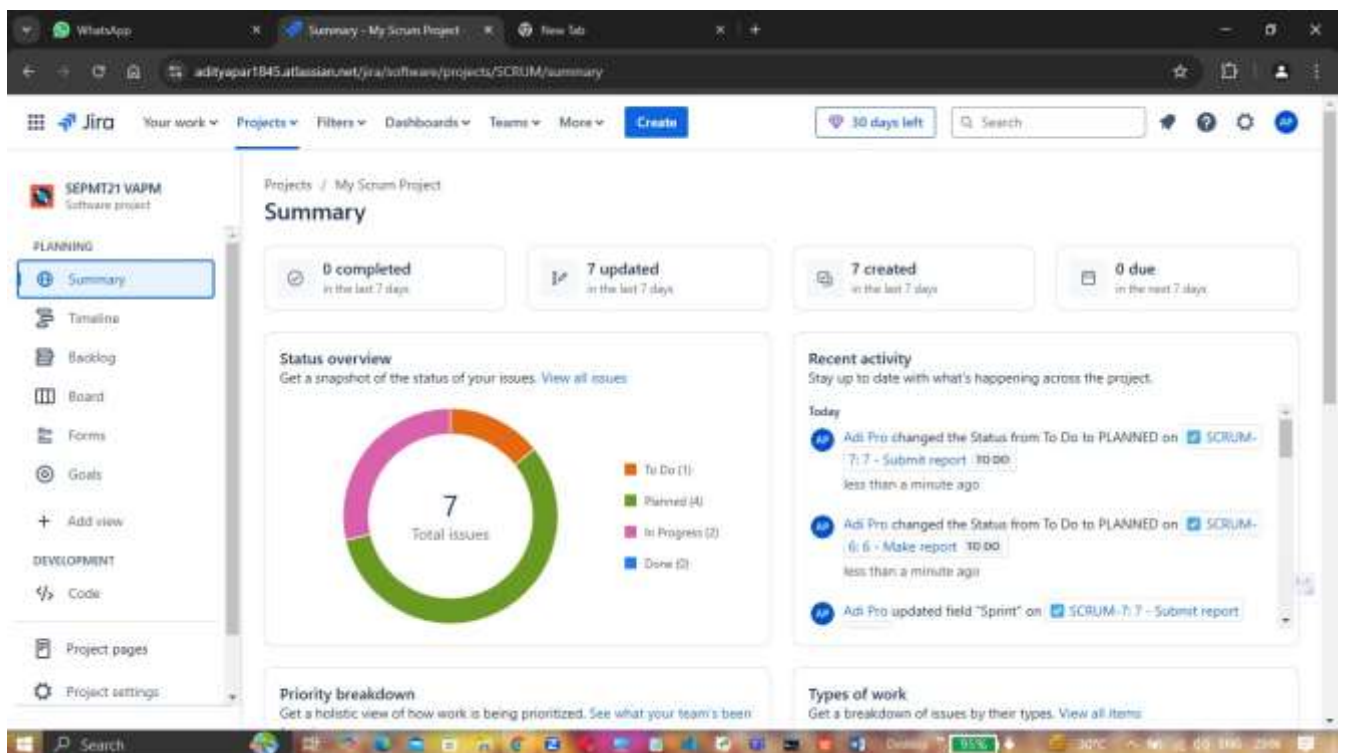 WhatsApp
Summary - My Scrum Project
New Tab
adityapar1845.atlassian.net/jira/software/projects/SCRUM/summary
Jira Your work Projects Filters Dashboards Teams More Create 30 days left Search AP
SEPMT21 VAPM
Software project
PLANNING
Summary
Timeline
Backlog
Board
Forms
Goals
+ Add view
DEVELOPMENT
Code
Project pages
Project settings
Projects / My Scrum Project
Summary
0 completed
in the last 7 days
7 updated
in the last 7 days
7 created
in the last 7 days
0 due
in the next 7 days
Status overview
Get a snapshot of the status of your issues. View all issues
7
Total issues
To Do (1)
Planned (4)
In Progress (2)
Done (0)
Recent activity
Stay up to date with what's happening across the project.
Today
AP Adi Pro changed the Status from To Do to PLANNED on SCRUM-
7: 7 - Submit report TO DO
less than a minute ago
AP Adi Pro changed the Status from To Do to PLANNED on SCRUM-
6: 6 - Make report TO DO
less than a minute ago
AP Adi Pro updated field "Sprint" on SCRUM-7: 7 - Submit report
Priority breakdown
Get a holistic view of how work is being prioritized. See what your team's been
Types of work
Get a breakdown of issues by their types. View all items
Search
Desktop
95%
30°C
ENG